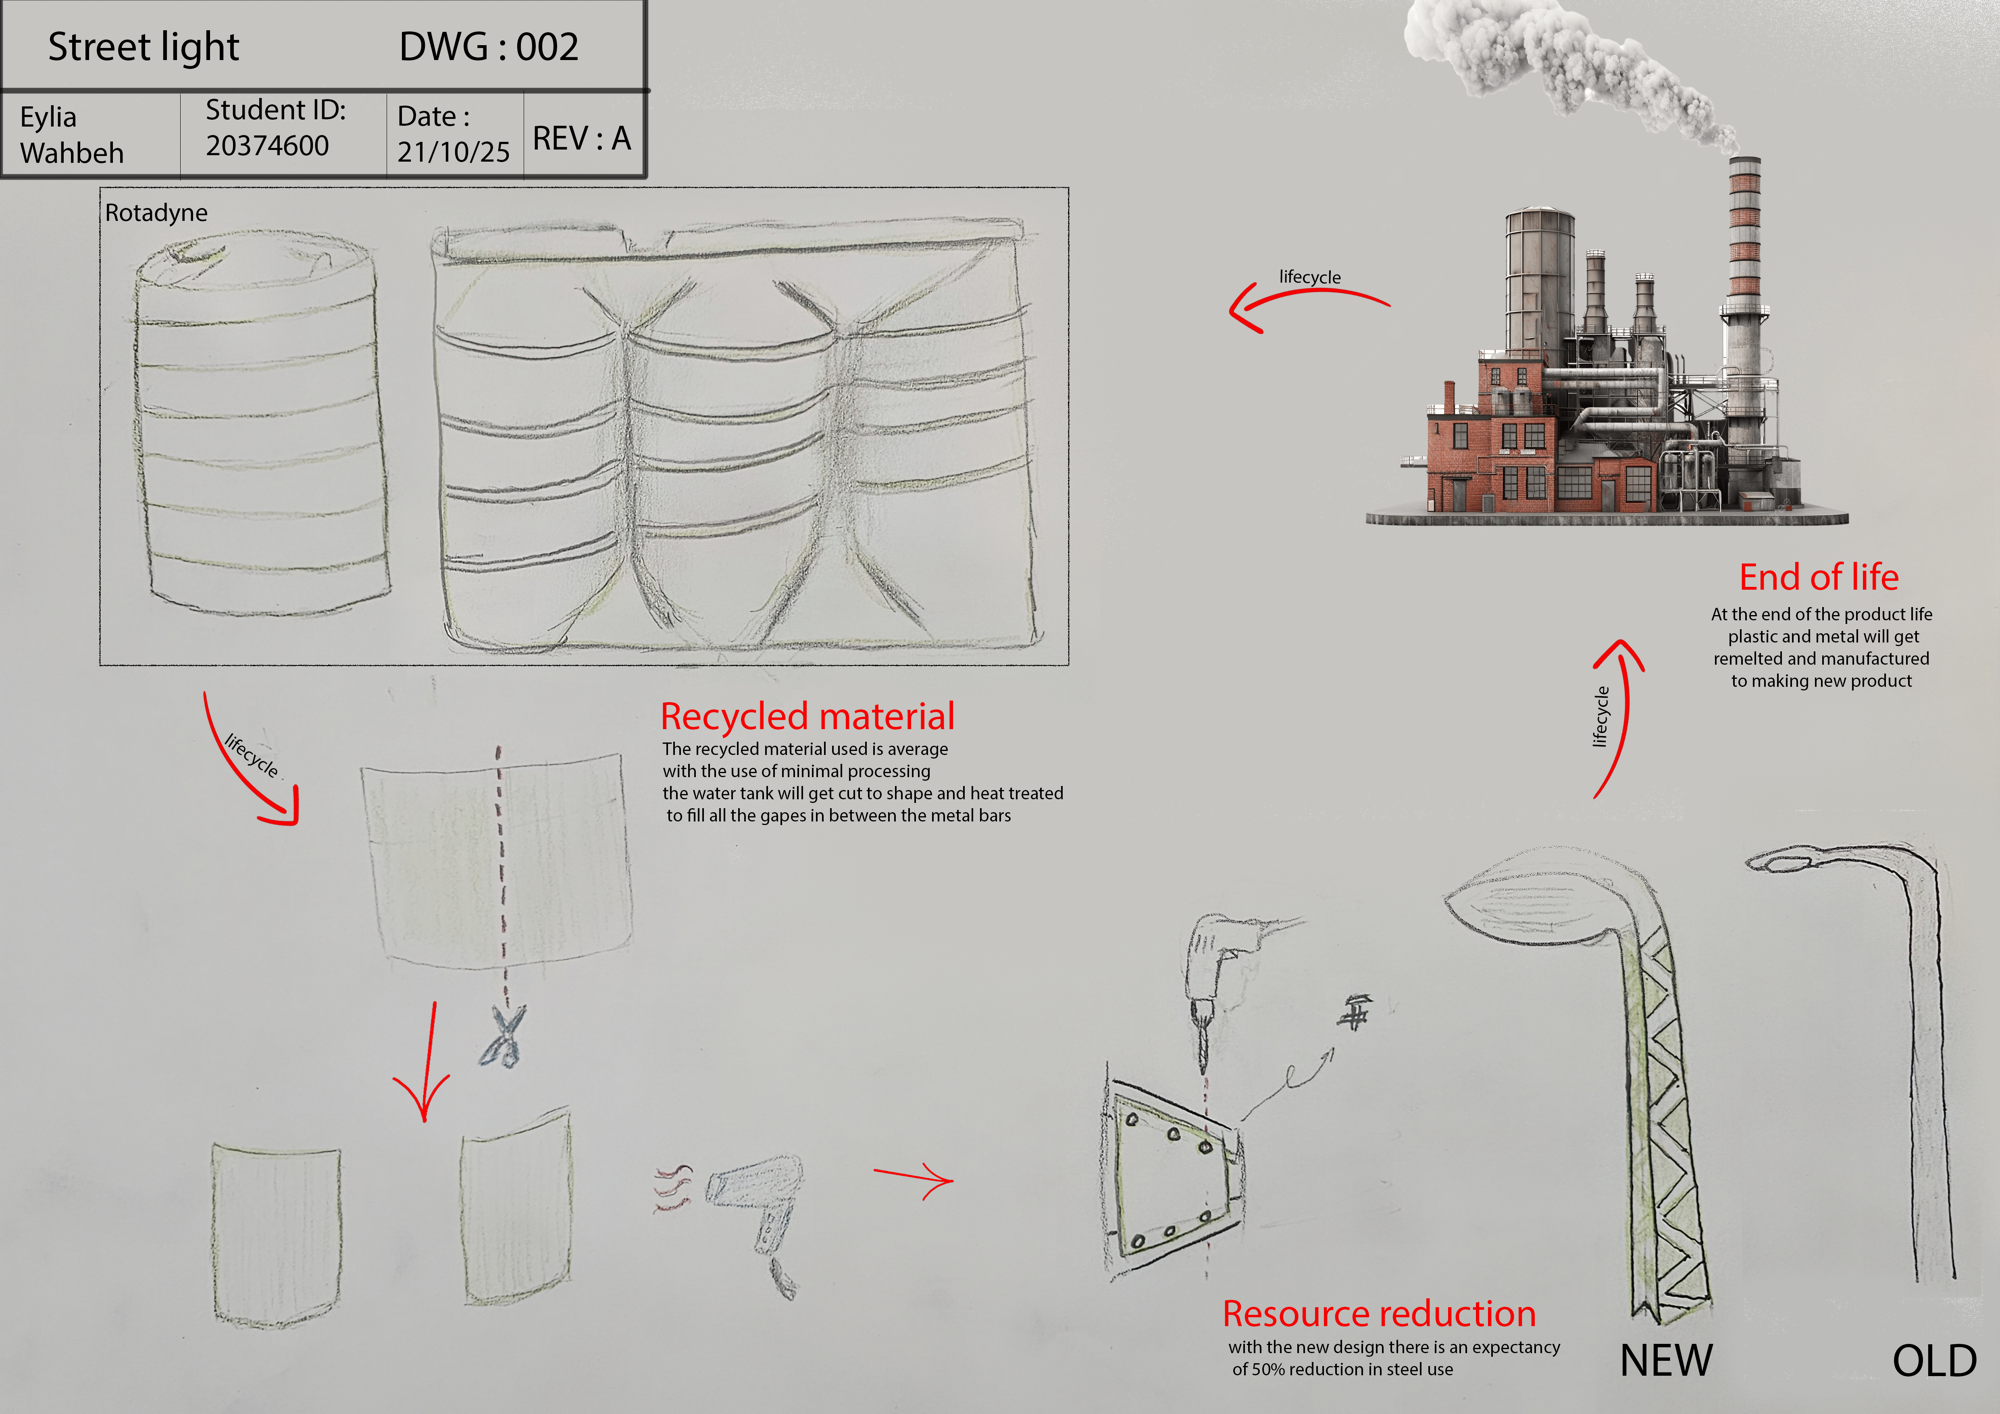 Street light
DWG : 002
Eylia
Wahbeh
Student ID:
20374600
Date :
21/10/25
REV : A
Rotadyne
lifecycle
lifecycle
Recycled material
The recycled material used is average
with the use of minimal processing
the water tank will get cut to shape and heat treated
to fill all the gapes in between the metal bars
End of life
At the end of the product life
plastic and metal will get
remelted and manufactured
to making new product
lifecycle
Resource reduction
with the new design there is an expectancy
of 50% reduction in steel use
NEW
OLD